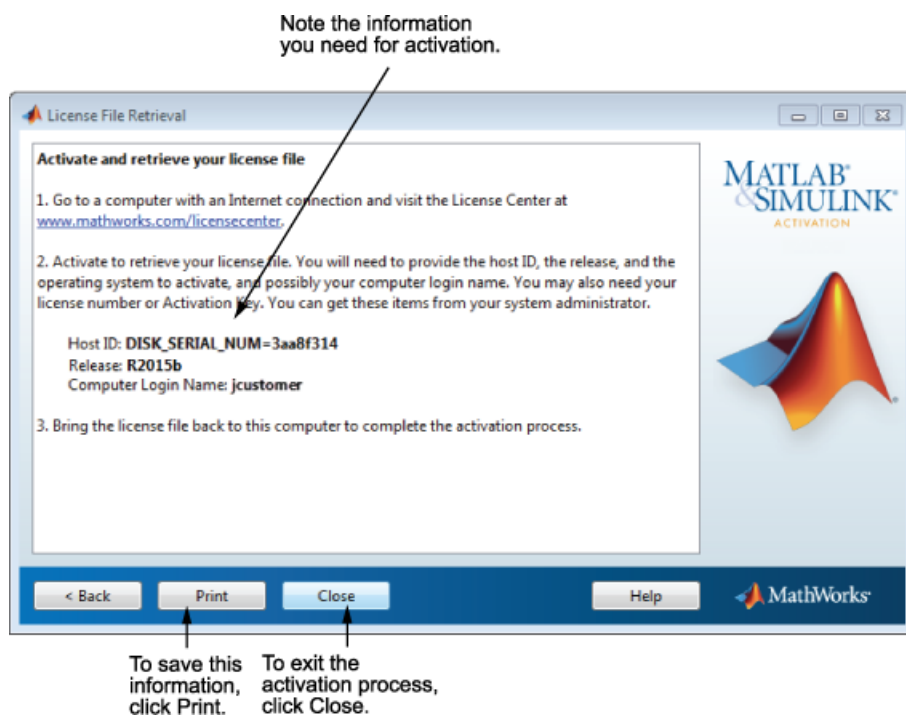 Note the information
you need for activation.
License File Retrieval
Activate and retrieve your license file
1. Go to a computer with an Internet connection and visit the License Center at
www.mathworks.com/licensecenter.
2. Activate to retrieve your license file. You will need to provide the host ID, the release, and the
operating system to activate, and possibly your computer login name. You may also need your
license number or Activation Key. You can get these items from your system administrator.
Host ID: DISK_SERIAL_NUM=3aa8f314
Release: R2015b
Computer Login Name: jcustomer
3. Bring the license file back to this computer to complete the activation process.
MATLAB®
&SIMULINK®
ACTIVATION
< Back
Print
Close
Help
MathWorks®
To save this
information,
click Print.
To exit the
activation process,
click Close.